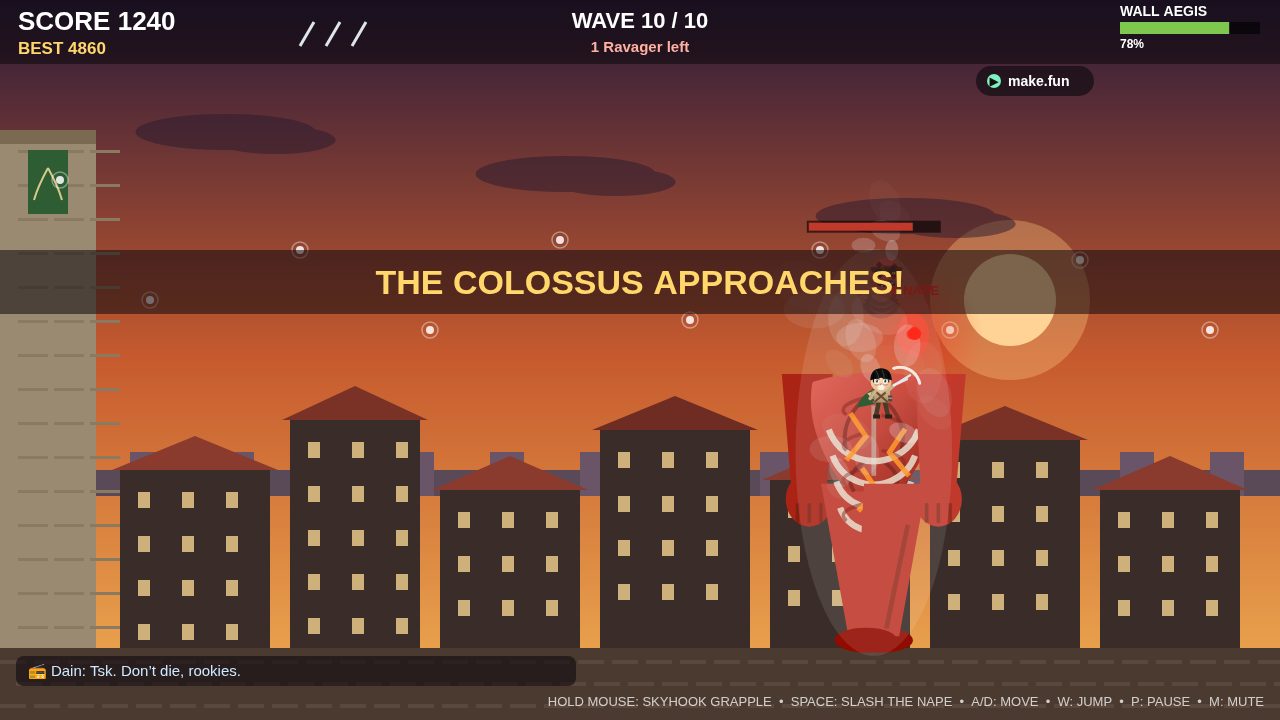 SCORE 1240
BEST 4860
WAVE 10 / 10
1 Ravager left
WALL AEGIS
78%
make.fun
THE COLOSSUS APPROACHES!
📻 Dain: Tsk. Don’t die, rookies.
HOLD MOUSE: SKYHOOK GRAPPLE • SPACE: SLASH THE NAPE • A/D: MOVE • W: JUMP • P: PAUSE • M: MUTE